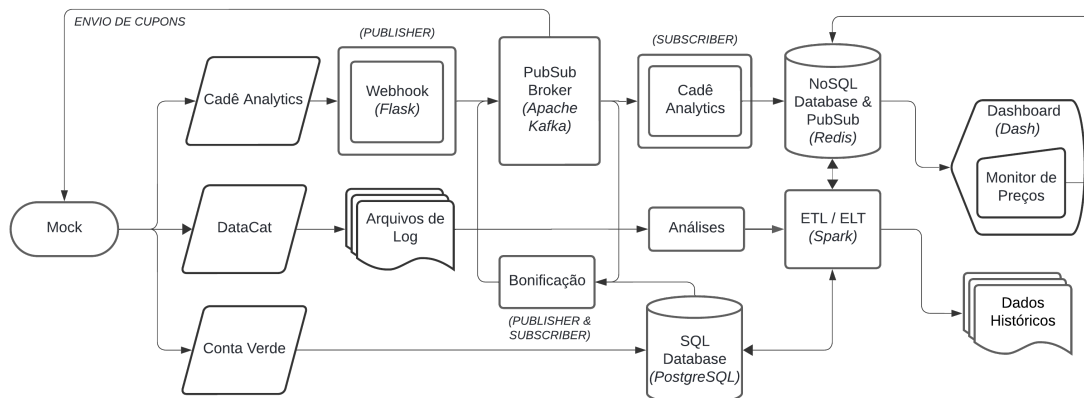 ENVIO DE CUPONS
(PUBLISHER)
(SUBSCRIBER)
Cadê Analytics
Webhook
(Flask)
PubSub
Broker
(Apache
Kafka)
Cadê
Analytics
NoSQL
Database &
PubSub
(Redis)
Dashboard
(Dash)
Monitor de
Preços
Mock
DataCat
Arquivos de
Log
Análises
ETL / ELT
(Spark)
Bonificação
(PUBLISHER &
SUBSCRIBER)
Conta Verde
SQL
Database
(PostgreSQL)
Dados
Históricos